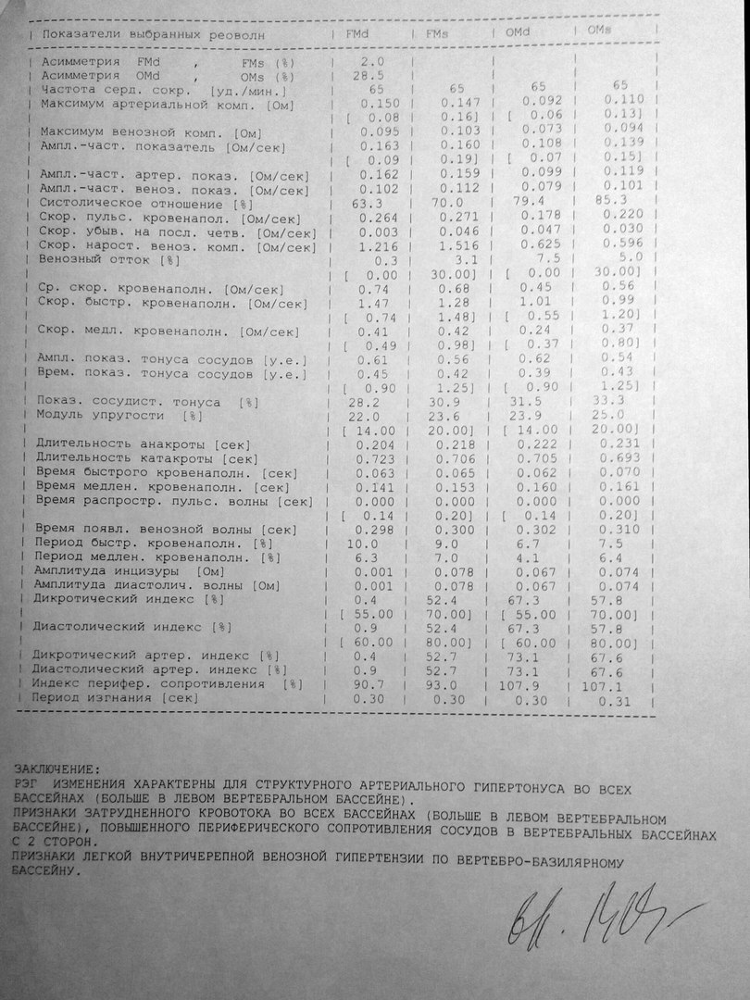 | Показатели выбранных реоволн | FMd | FMs | OMd | OMs |
| Асимметрия FMd , FMs (%) | 2.0 | | | |
| Асимметрия OMd , OMs (%) | 28.5 | | | |
| Частота серд. сокр. [уд./мин.] | 65 | 65 | 65 | 65 |
| Максимум артериальной комп. [Ом] | 0.150 | 0.147 | 0.092 | 0.110 |
| | [ 0.08 | 0.16] | [ 0.06 | 0.13] |
| Максимум венозной комп. [Ом] | 0.095 | 0.103 | 0.073 | 0.094 |
| Ампл.-част. показатель [Ом/сек] | 0.163 | 0.160 | 0.108 | 0.139 |
| | [ 0.09 | 0.19] | [ 0.07 | 0.15] |
| Ампл.-част. артер. показ. [Ом/сек] | 0.162 | 0.159 | 0.099 | 0.119 |
| Ампл.-част. веноз. показ. [Ом/сек] | 0.102 | 0.112 | 0.079 | 0.101 |
| Систолическое отношение [%] | 63.3 | 70.0 | 79.4 | 85.3 |
| Скор. пульс. кровенапол. [Ом/сек] | 0.264 | 0.271 | 0.178 | 0.220 |
| Скор. убыв. на посл. четв. [Ом/сек] | 0.003 | 0.046 | 0.047 | 0.030 |
| Скор. нарост. веноз. комп. [Ом/сек] | 1.216 | 1.516 | 0.625 | 0.596 |
| Венозный отток [%] | 0.3 | 3.1 | 7.5 | 5.0 |
| | [ 0.00 | 30.00] | [ 0.00 | 30.00] |
| Ср. скор. кровенаполн. [Ом/сек] | 0.74 | 0.68 | 0.45 | 0.56 |
| Скор. быстр. кровенаполн. [Ом/сек] | 1.47 | 1.28 | 1.01 | 0.99 |
| | [ 0.74 | 1.48] | [ 0.55 | 1.20] |
| Скор. медл. кровенаполн. [Ом/сек] | 0.41 | 0.42 | 0.24 | 0.37 |
| | [ 0.49 | 0.98] | [ 0.37 | 0.80] |
| Ампл. показ. тонуса сосудов [у.е.] | 0.61 | 0.56 | 0.62 | 0.54 |
| Врем. показ. тонуса сосудов [у.е.] | 0.45 | 0.42 | 0.39 | 0.43 |
| | [ 0.90 | 1.25] | [ 0.90 | 1.25] |
| Показ. сосудист. тонуса [%] | 28.2 | 30.9 | 31.5 | 33.3 |
| Модуль упругости [%] | 22.0 | 23.6 | 23.9 | 25.0 |
| | [ 14.00 | 20.00] | [ 14.00 | 20.00] |
| Длительность анакроты [сек] | 0.204 | 0.218 | 0.222 | 0.231 |
| Длительность катакроты [сек] | 0.723 | 0.706 | 0.705 | 0.693 |
| Время быстрого кровенаполн. [сек] | 0.063 | 0.065 | 0.062 | 0.070 |
| Время медлен. кровенаполн. [сек] | 0.141 | 0.153 | 0.160 | 0.161 |
| Время распростр. пульс. волны [сек] | 0.000 | 0.000 | 0.000 | 0.000 |
| | [ 0.14 | 0.20] | [ 0.14 | 0.20] |
| Время появл. венозной волны [сек] | 0.298 | 0.300 | 0.302 | 0.310 |
| Период быстр. кровенаполн. [%] | 10.0 | 9.0 | 6.7 | 7.5 |
| Период медлен. кровенаполн. [%] | 6.3 | 7.0 | 4.1 | 6.4 |
| Амплитуда инцизуры [Ом] | 0.001 | 0.078 | 0.067 | 0.074 |
| Амплитуда диастолич. волны [Ом] | 0.001 | 0.078 | 0.067 | 0.074 |
| Дикротический индекс [%] | 0.4 | 52.4 | 67.3 | 57.8 |
| | [ 55.00 | 70.00] | [ 55.00 | 70.00] |
| Диастолический индекс [%] | 0.9 | 52.4 | 67.3 | 57.8 |
| | [ 60.00 | 80.00] | [ 60.00 | 80.00] |
| Дикротический артер. индекс [%] | 0.4 | 52.7 | 73.1 | 67.6 |
| Диастолический артер. индекс [%] | 0.9 | 52.7 | 73.1 | 67.6 |
| Индекс перифер. сопротивления [%] | 90.7 | 93.0 | 107.9 | 107.1 |
| Период изгнания [сек] | 0.30 | 0.30 | 0.30 | 0.31 |
ЗАКЛЮЧЕНИЕ:
РЭГ ИЗМЕНЕНИЯ ХАРАКТЕРНЫ ДЛЯ СТРУКТУРНОГО АРТЕРИАЛЬНОГО ГИПЕРТОНУСА ВО ВСЕХ
БАССЕЙНАХ (БОЛЬШЕ В ЛЕВОМ ВЕРТЕБРАЛЬНОМ БАССЕЙНЕ).
ПРИЗНАКИ ЗАТРУДНЕННОГО КРОВОТОКА ВО ВСЕХ БАССЕЙНАХ (БОЛЬШЕ В ЛЕВОМ ВЕРТЕБРАЛЬНОМ
БАССЕЙНЕ), ПОВЫШЕННОГО ПЕРИФЕРИЧЕСКОГО СОПРОТИВЛЕНИЯ СОСУДОВ В ВЕРТЕБРАЛЬНЫХ БАССЕЙНАХ
С 2 СТОРОН.
ПРИЗНАКИ ЛЕГКОЙ ВНУТРИЧЕРЕПНОЙ ВЕНОЗНОЙ ГИПЕРТЕНЗИИ ПО ВЕРТЕБРО-БАЗИЛЯРНОМУ
БАССЕЙНУ.